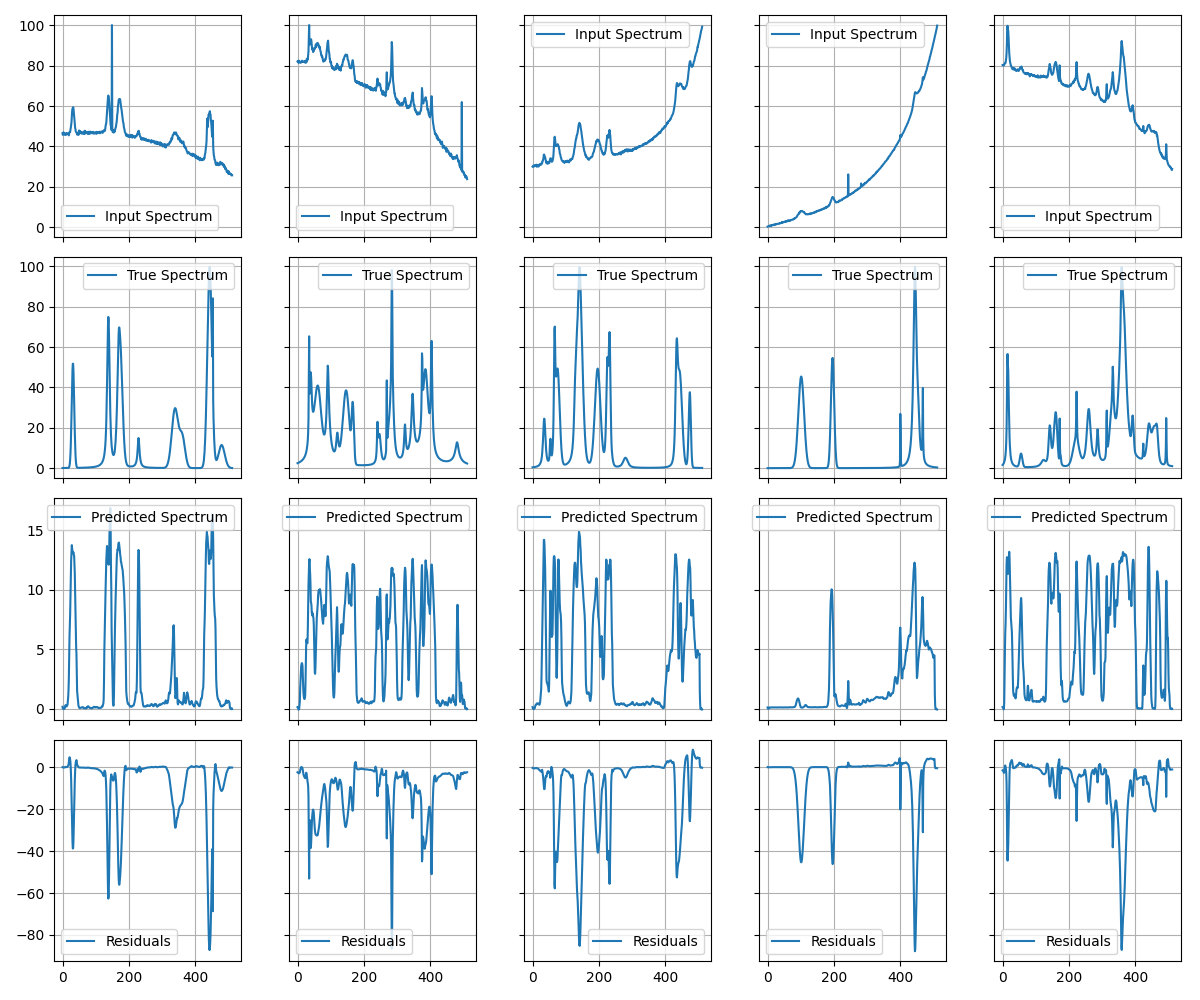 100
80
60
40
20
0
Input Spectrum
Input Spectrum
Input Spectrum
Input Spectrum
Input Spectrum
0 200 400
0 200 400
0 200 400
0 200 400
0 200 400
100
80
60
40
20
0
True Spectrum
True Spectrum
True Spectrum
True Spectrum
True Spectrum
15
10
5
0
Predicted Spectrum
Predicted Spectrum
Predicted Spectrum
Predicted Spectrum
Predicted Spectrum
0
−20
−40
−60
−80
Residuals
Residuals
Residuals
Residuals
Residuals